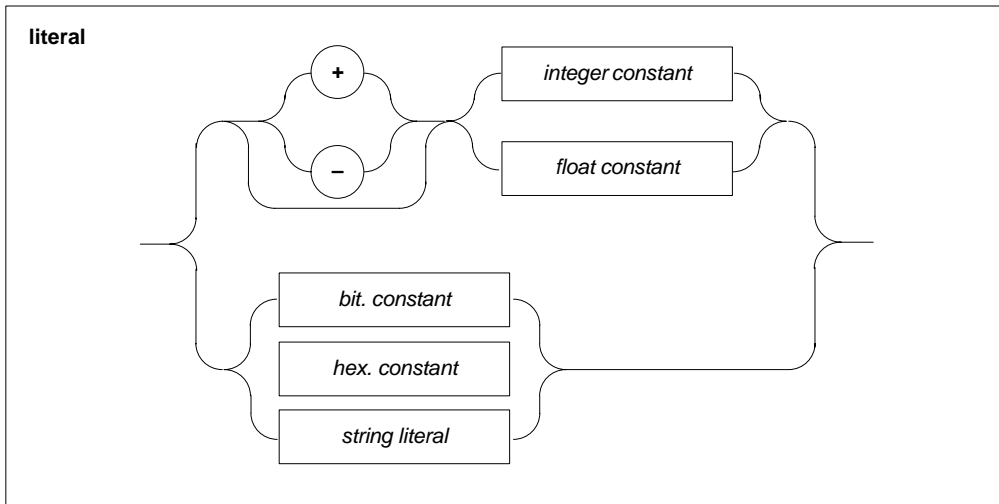 literal
+
integer constant
−
float constant
bit. constant
hex. constant
string literal